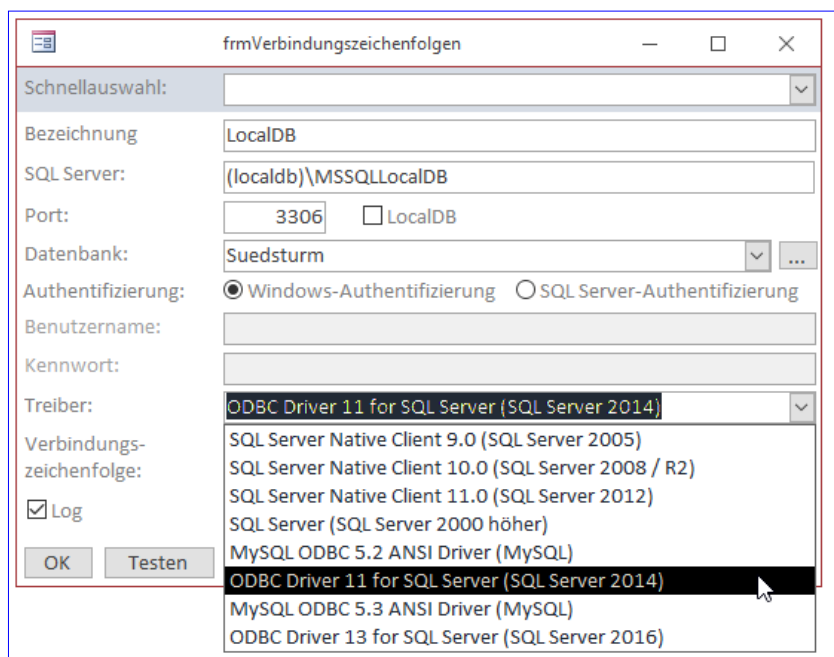 frmVerbindungszeichenfolgen
Schnellauswahl:
Bezeichnung LocalDB
SQL Server: (localdb)\MSSQLLocalDB
Port: 3306 LocalDB
Datenbank: Suedsturm ...
Authentifizierung: Windows-Authentifizierung SQL Server-Authentifizierung
Benutzername:
Kennwort:
Treiber: ODBC Driver 11 for SQL Server (SQL Server 2014)
Verbindungs-
zeichenfolge:
Log
OK Testen
SQL Server Native Client 9.0 (SQL Server 2005)
SQL Server Native Client 10.0 (SQL Server 2008 / R2)
SQL Server Native Client 11.0 (SQL Server 2012)
SQL Server (SQL Server 2000 höher)
MySQL ODBC 5.2 ANSI Driver (MySQL)
ODBC Driver 11 for SQL Server (SQL Server 2014)
MySQL ODBC 5.3 ANSI Driver (MySQL)
ODBC Driver 13 for SQL Server (SQL Server 2016)